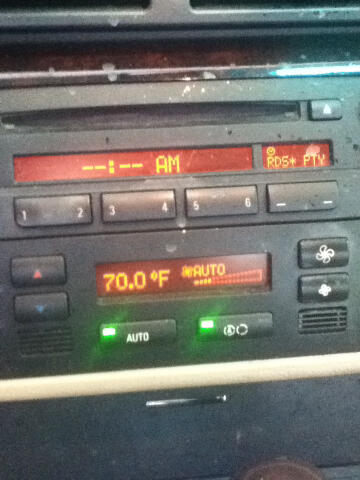 --:-- AM
RDS* PTY
1 2 3 4 5 6 – –
70.0 °F AUTO
AUTO